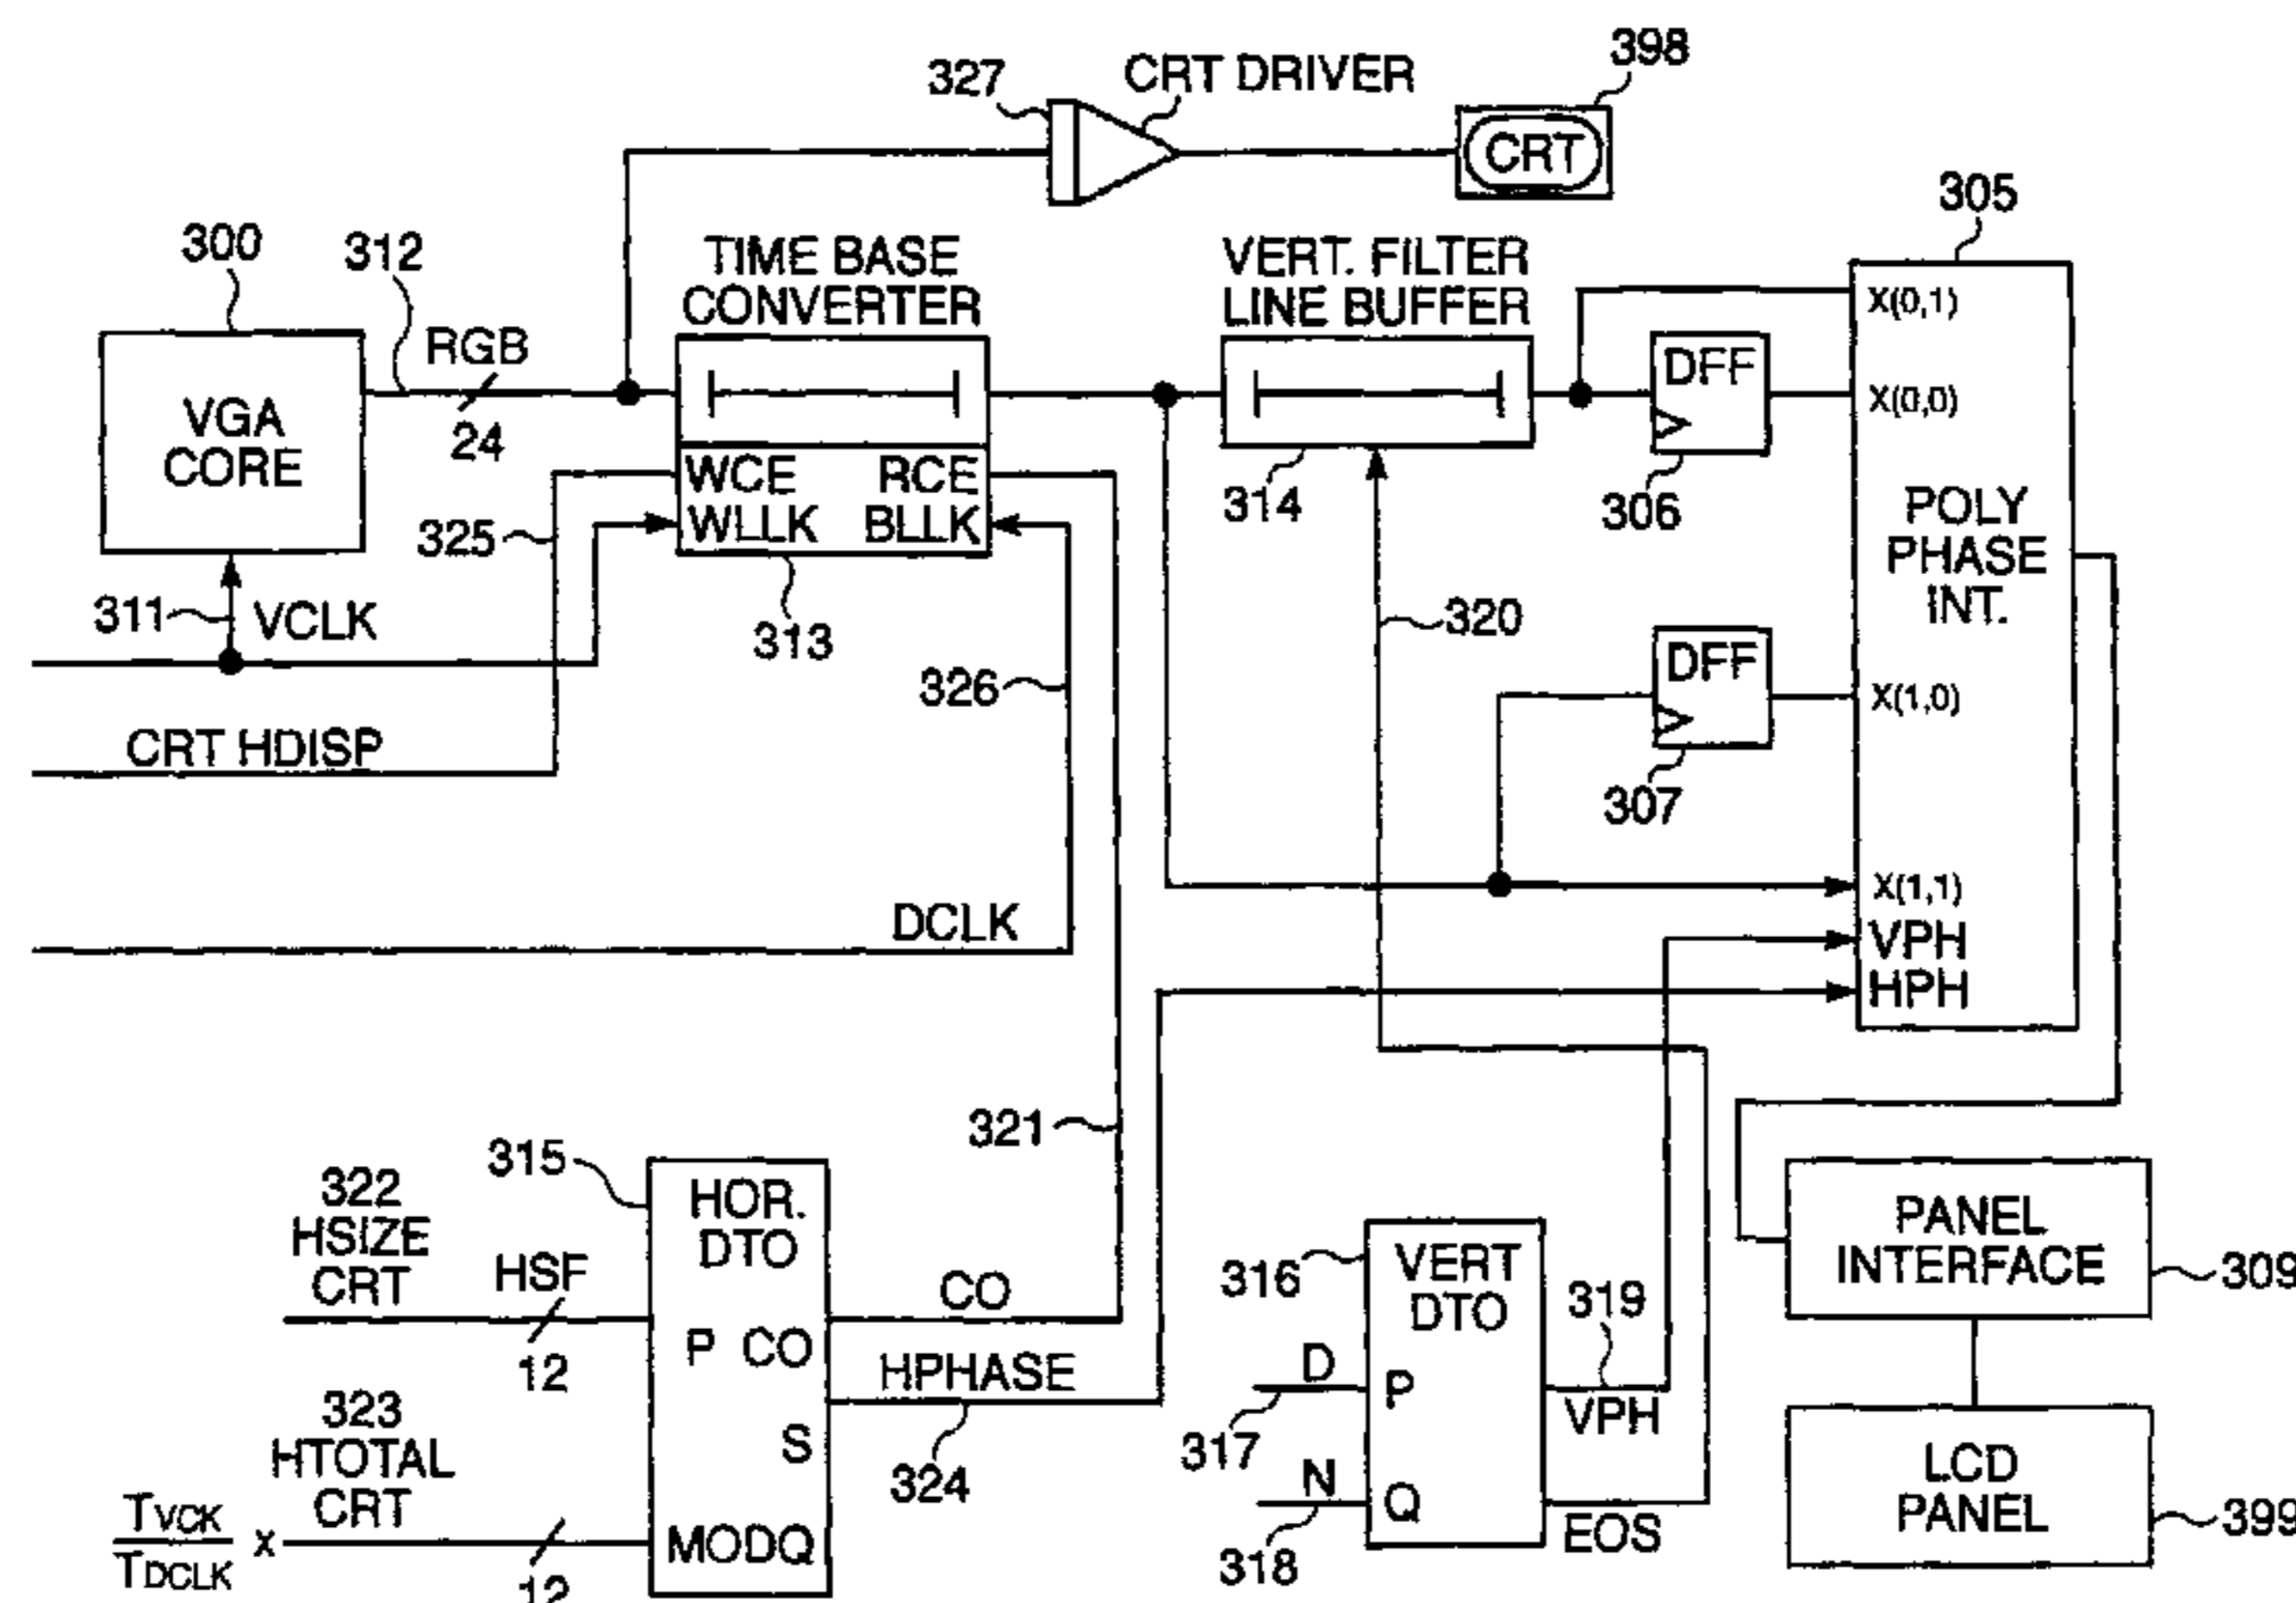 398
327
CRT DRIVER
CRT
305
300
312
TIME BASE
CONVERTER
VERT. FILTER
LINE BUFFER
X(0,1)
RGB
24
DFF
X(0,0)
VGA
CORE
WCE
RCE
WLLK
BLLK
325
314
306
POLY
PHASE
INT.
311
VCLK
313
320
326
DFF
X(1,0)
CRT HDISP
307
DCLK
X(1,1)
VPH
HPH
321
315
322
HSIZE
CRT
HSF
12
HOR.
DTO
P
CO
S
MODQ
CO
HPHASE
324
323
HTOTAL
CRT
TVCK
TDCLK
x
12
316
VERT
DTO
D
P
317
N
Q
318
319
VPH
EOS
PANEL
INTERFACE
309
LCD
PANEL
399